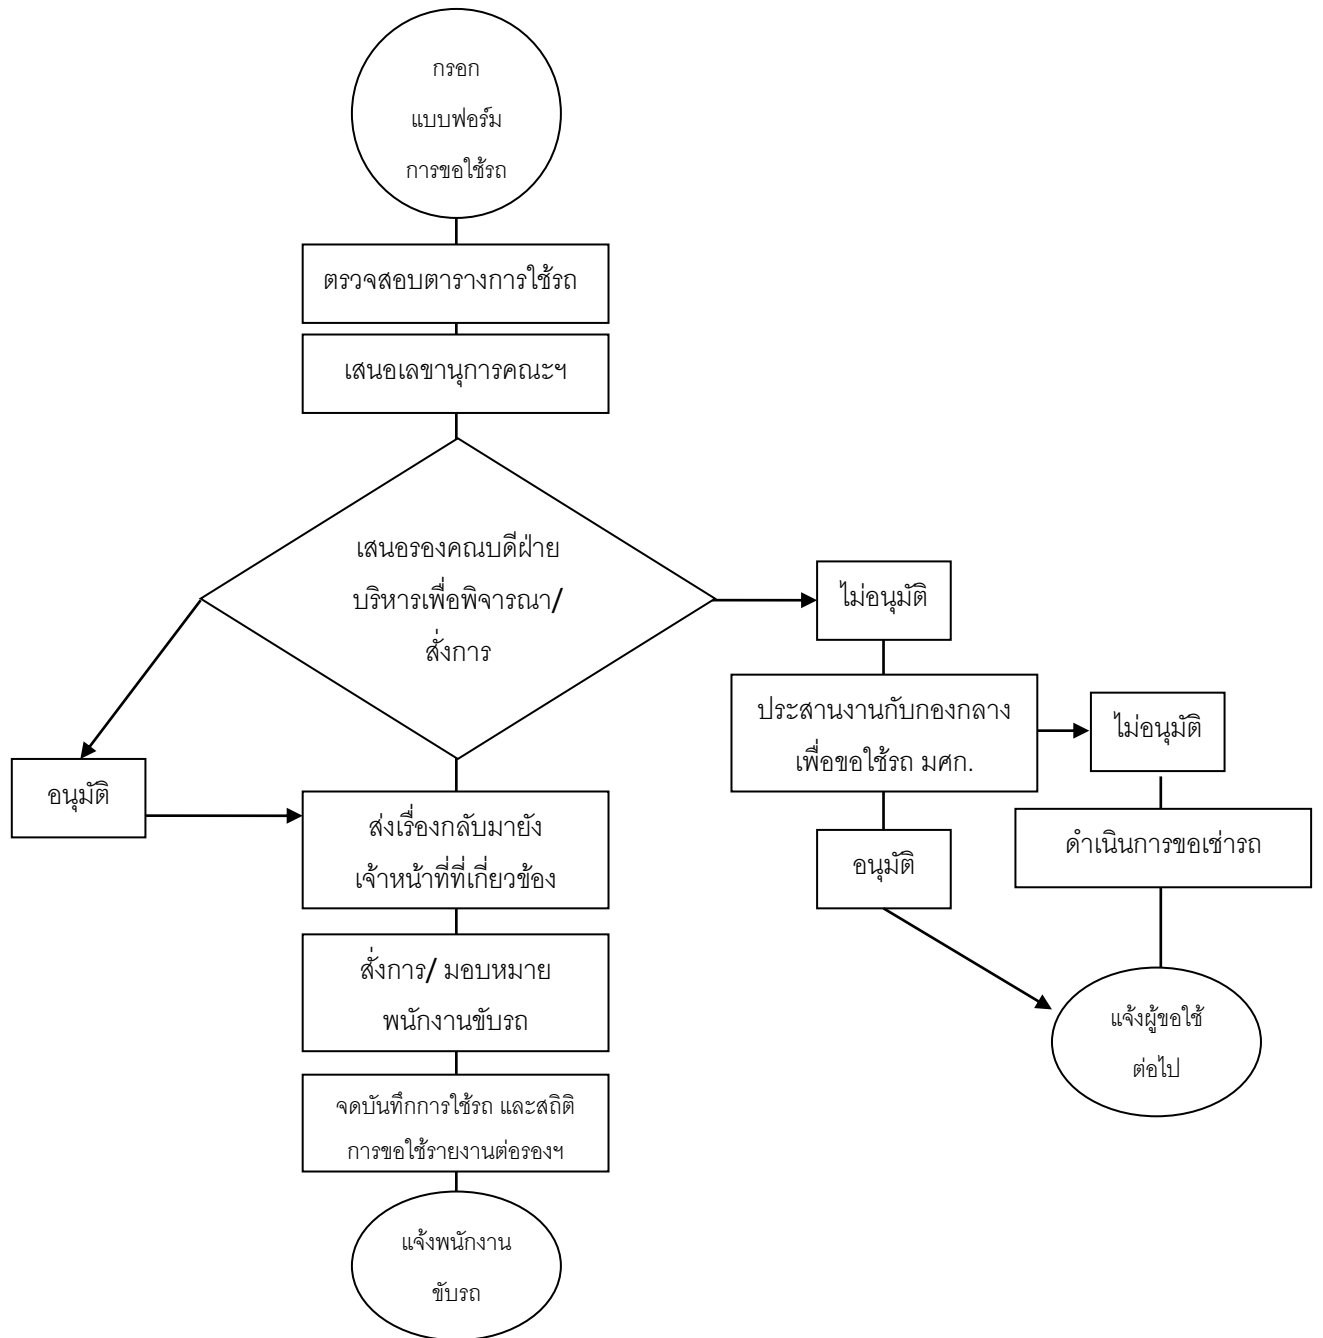 กรอก
แบบฟอร์ม
การขอใช้รถ
ตรวจสอบตารางการใช้รถ
เสนอเลขานุการคณะฯ
เสนอรองคณบดีฝ่าย
บริหารเพื่อพิจารณา/
สั่งการ
ไม่อนุมัติ
ประสานงานกับกองกลาง
เพื่อขอใช้รถ มศก.
ไม่อนุมัติ
อนุมัติ
ส่งเรื่องกลับมายัง
เจ้าหน้าที่ที่เกี่ยวข้อง
อนุมัติ
ดำเนินการขอเช่ารถ
สั่งการ/ มอบหมาย
พนักงานขับรถ
แจ้งผู้ขอใช้
ต่อไป
จดบันทึกการใช้รถ และสถิติ
การขอใช้รายงานต่อรองฯ
แจ้งพนักงาน
ขับรถ